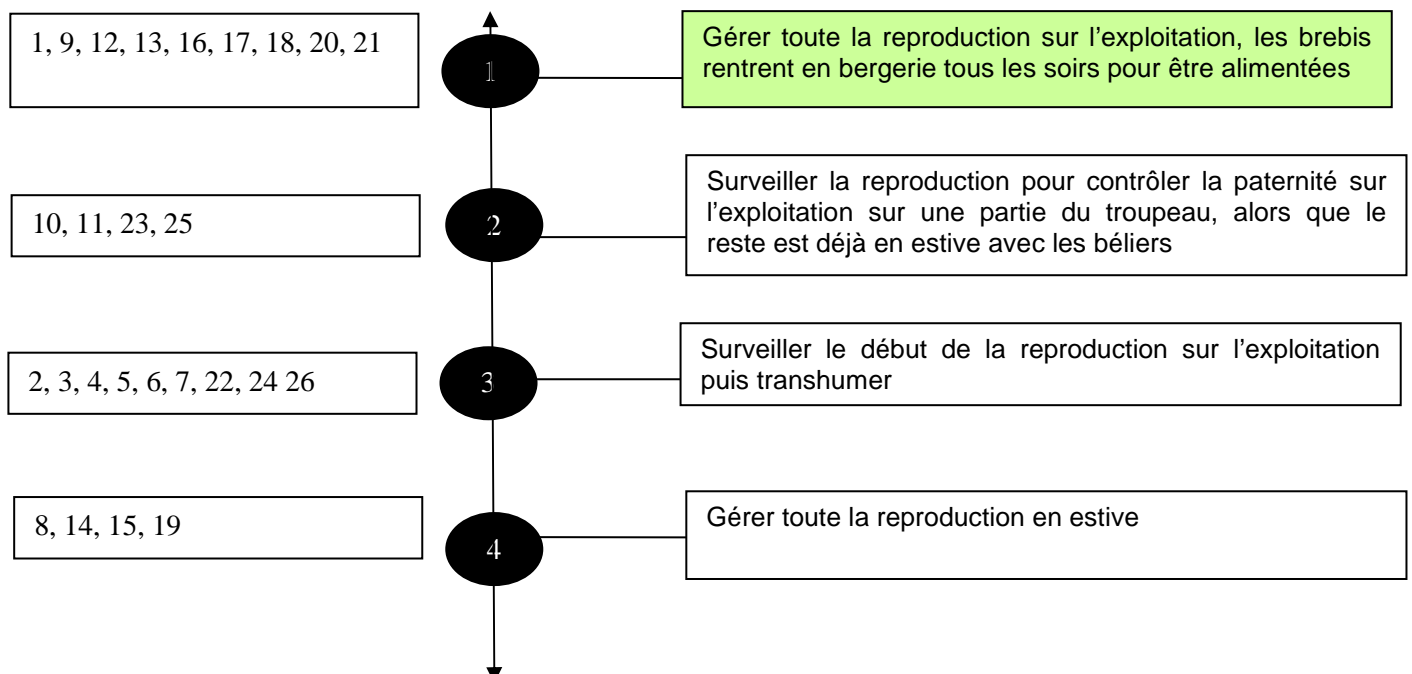 1, 9, 12, 13, 16, 17, 18, 20, 21
1
Gérer toute la reproduction sur l’exploitation, les brebis
rentrent en bergerie tous les soirs pour être alimentées
10, 11, 23, 25
2
Surveiller la reproduction pour contrôler la paternité sur
l’exploitation sur une partie du troupeau, alors que le
reste est déjà en estive avec les béliers
2, 3, 4, 5, 6, 7, 22, 24 26
3
Surveiller le début de la reproduction sur l’exploitation
puis transhumer
8, 14, 15, 19
4
Gérer toute la reproduction en estive